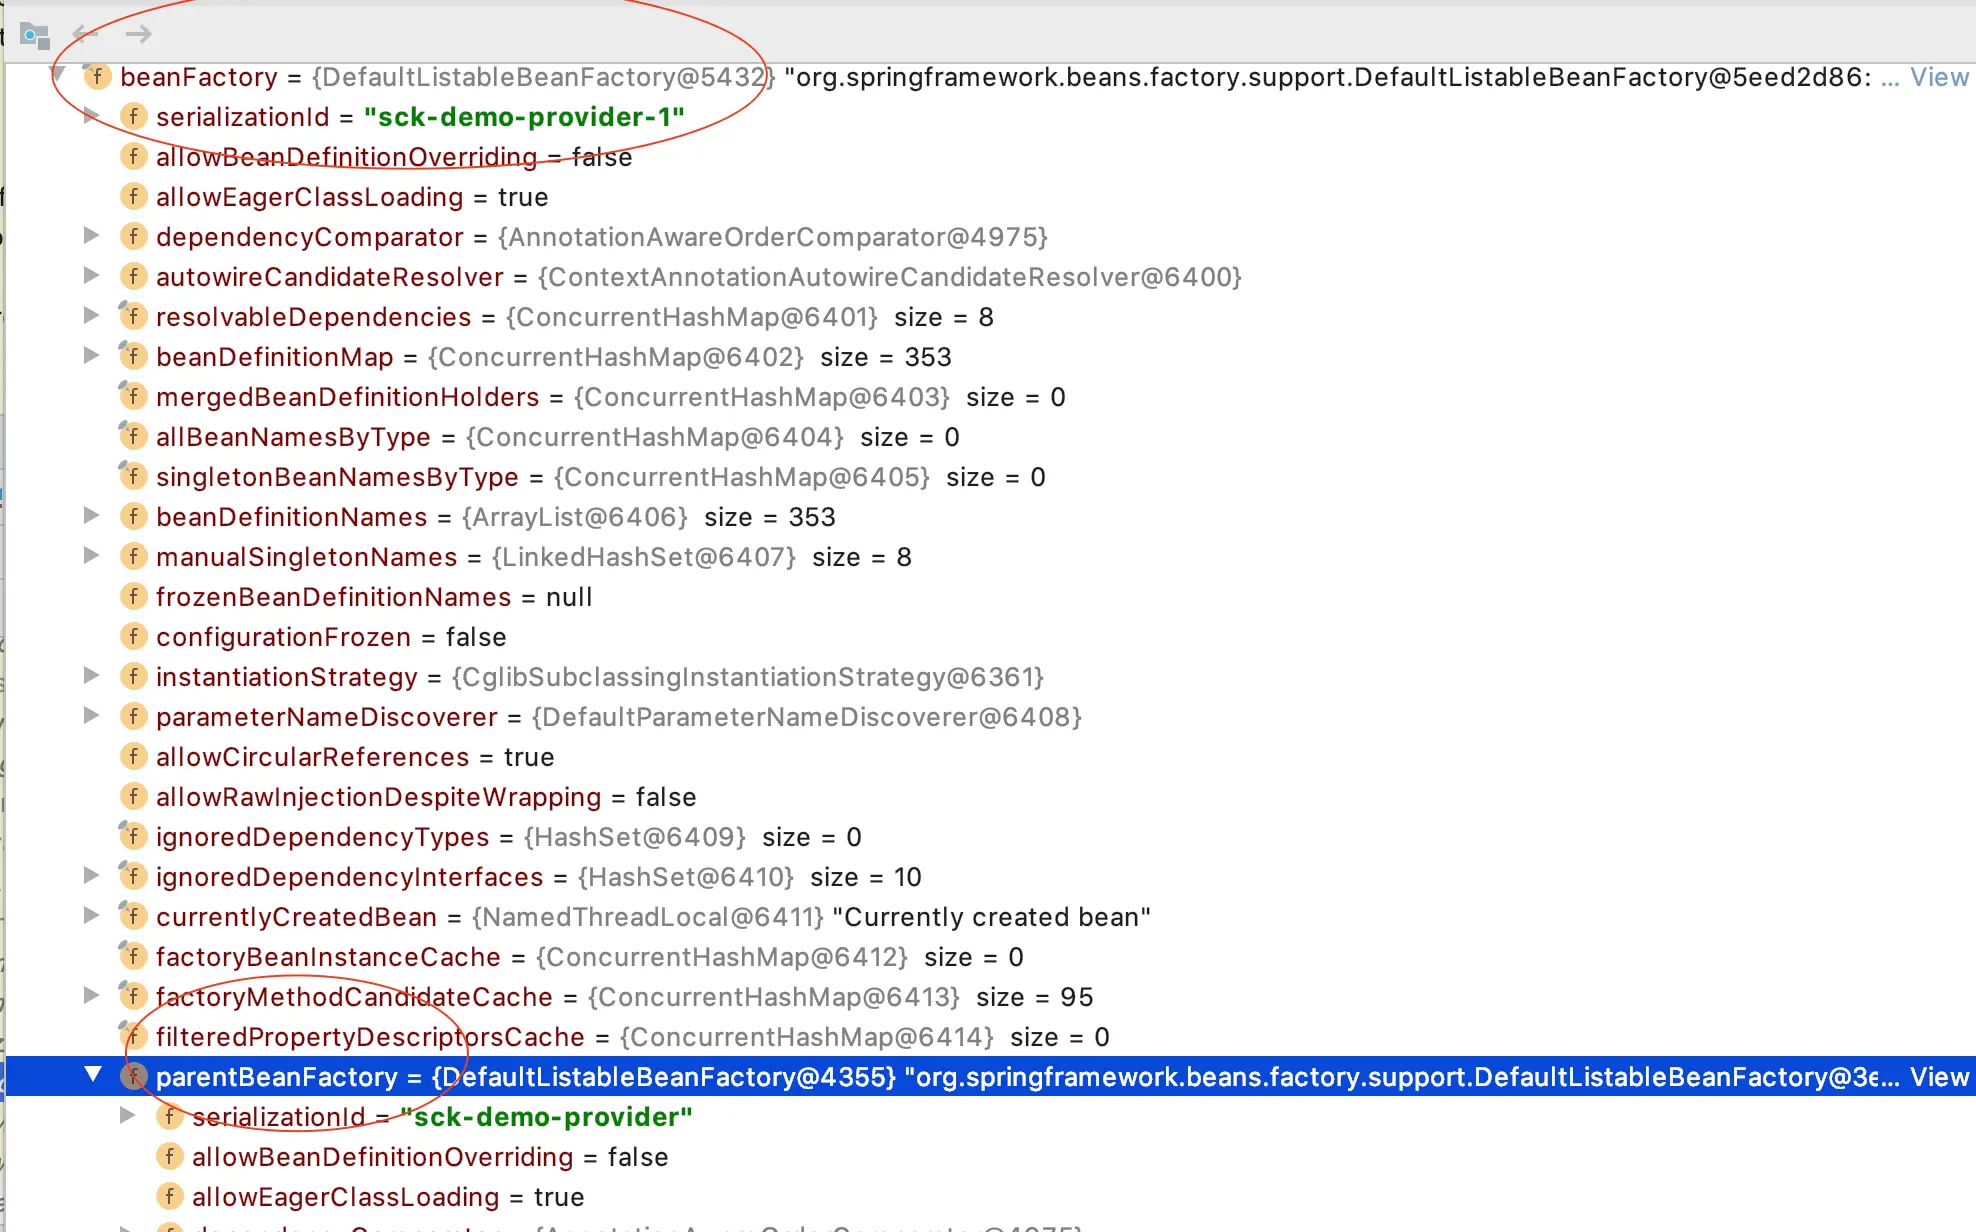 beanFactory = {DefaultListableBeanFactory@5432} "org.springframework.beans.factory.support.DefaultListableBeanFactory@5eed2d86: ... View
f serializationId = "sck-demo-provider-1"
f allowBeanDefinitionOverriding = false
f allowEagerClassLoading = true
f dependencyComparator = {AnnotationAwareOrderComparator@4975}
f autowireCandidateResolver = {ContextAnnotationAutowireCandidateResolver@6400}
f resolvableDependencies = {ConcurrentHashMap@6401} size = 8
f beanDefinitionMap = {ConcurrentHashMap@6402} size = 353
f mergedBeanDefinitionHolders = {ConcurrentHashMap@6403} size = 0
f allBeanNamesByType = {ConcurrentHashMap@6404} size = 0
f singletonBeanNamesByType = {ConcurrentHashMap@6405} size = 0
f beanDefinitionNames = {ArrayList@6406} size = 353
f manualSingletonNames = {LinkedHashSet@6407} size = 8
f frozenBeanDefinitionNames = null
f configurationFrozen = false
f instantiationStrategy = {CglibSubclassingInstantiationStrategy@6361}
f parameterNameDiscoverer = {DefaultParameterNameDiscoverer@6408}
f allowCircularReferences = true
f allowRawInjectionDespiteWrapping = false
f ignoredDependencyTypes = {HashSet@6409} size = 0
f ignoredDependencyInterfaces = {HashSet@6410} size = 10
f currentlyCreatedBean = {NamedThreadLocal@6411} "Currently created bean"
f factoryBeanInstanceCache = {ConcurrentHashMap@6412} size = 0
f factoryMethodCandidateCache = {ConcurrentHashMap@6413} size = 95
f filteredPropertyDescriptorsCache = {ConcurrentHashMap@6414} size = 0
f parentBeanFactory = {DefaultListableBeanFactory@4355} "org.springframework.beans.factory.support.DefaultListableBeanFactory@3e... View
f serializationId = "sck-demo-provider"
f allowBeanDefinitionOverriding = false
f allowEagerClassLoading = true